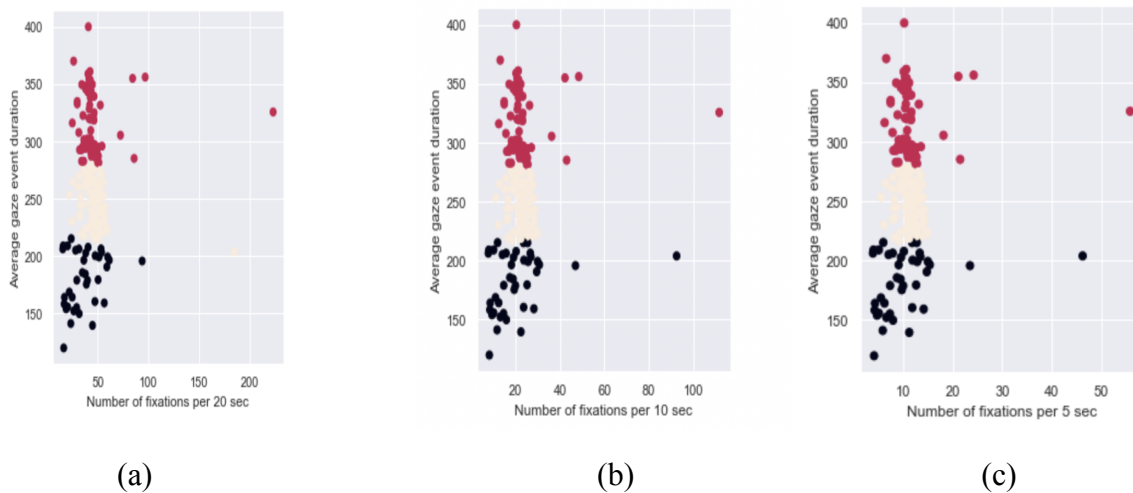 Average gaze event duration
400
350
300
250
200
150
50 100 150 200
Number of fixations per 20 sec
(a)
Average gaze event duration
400
350
300
250
200
150
20 40 60 80 100
Number of fixations per 10 sec
(b)
Average gaze event duration
400
350
300
250
200
150
10 20 30 40 50
Number of fixations per 5 sec
(c)